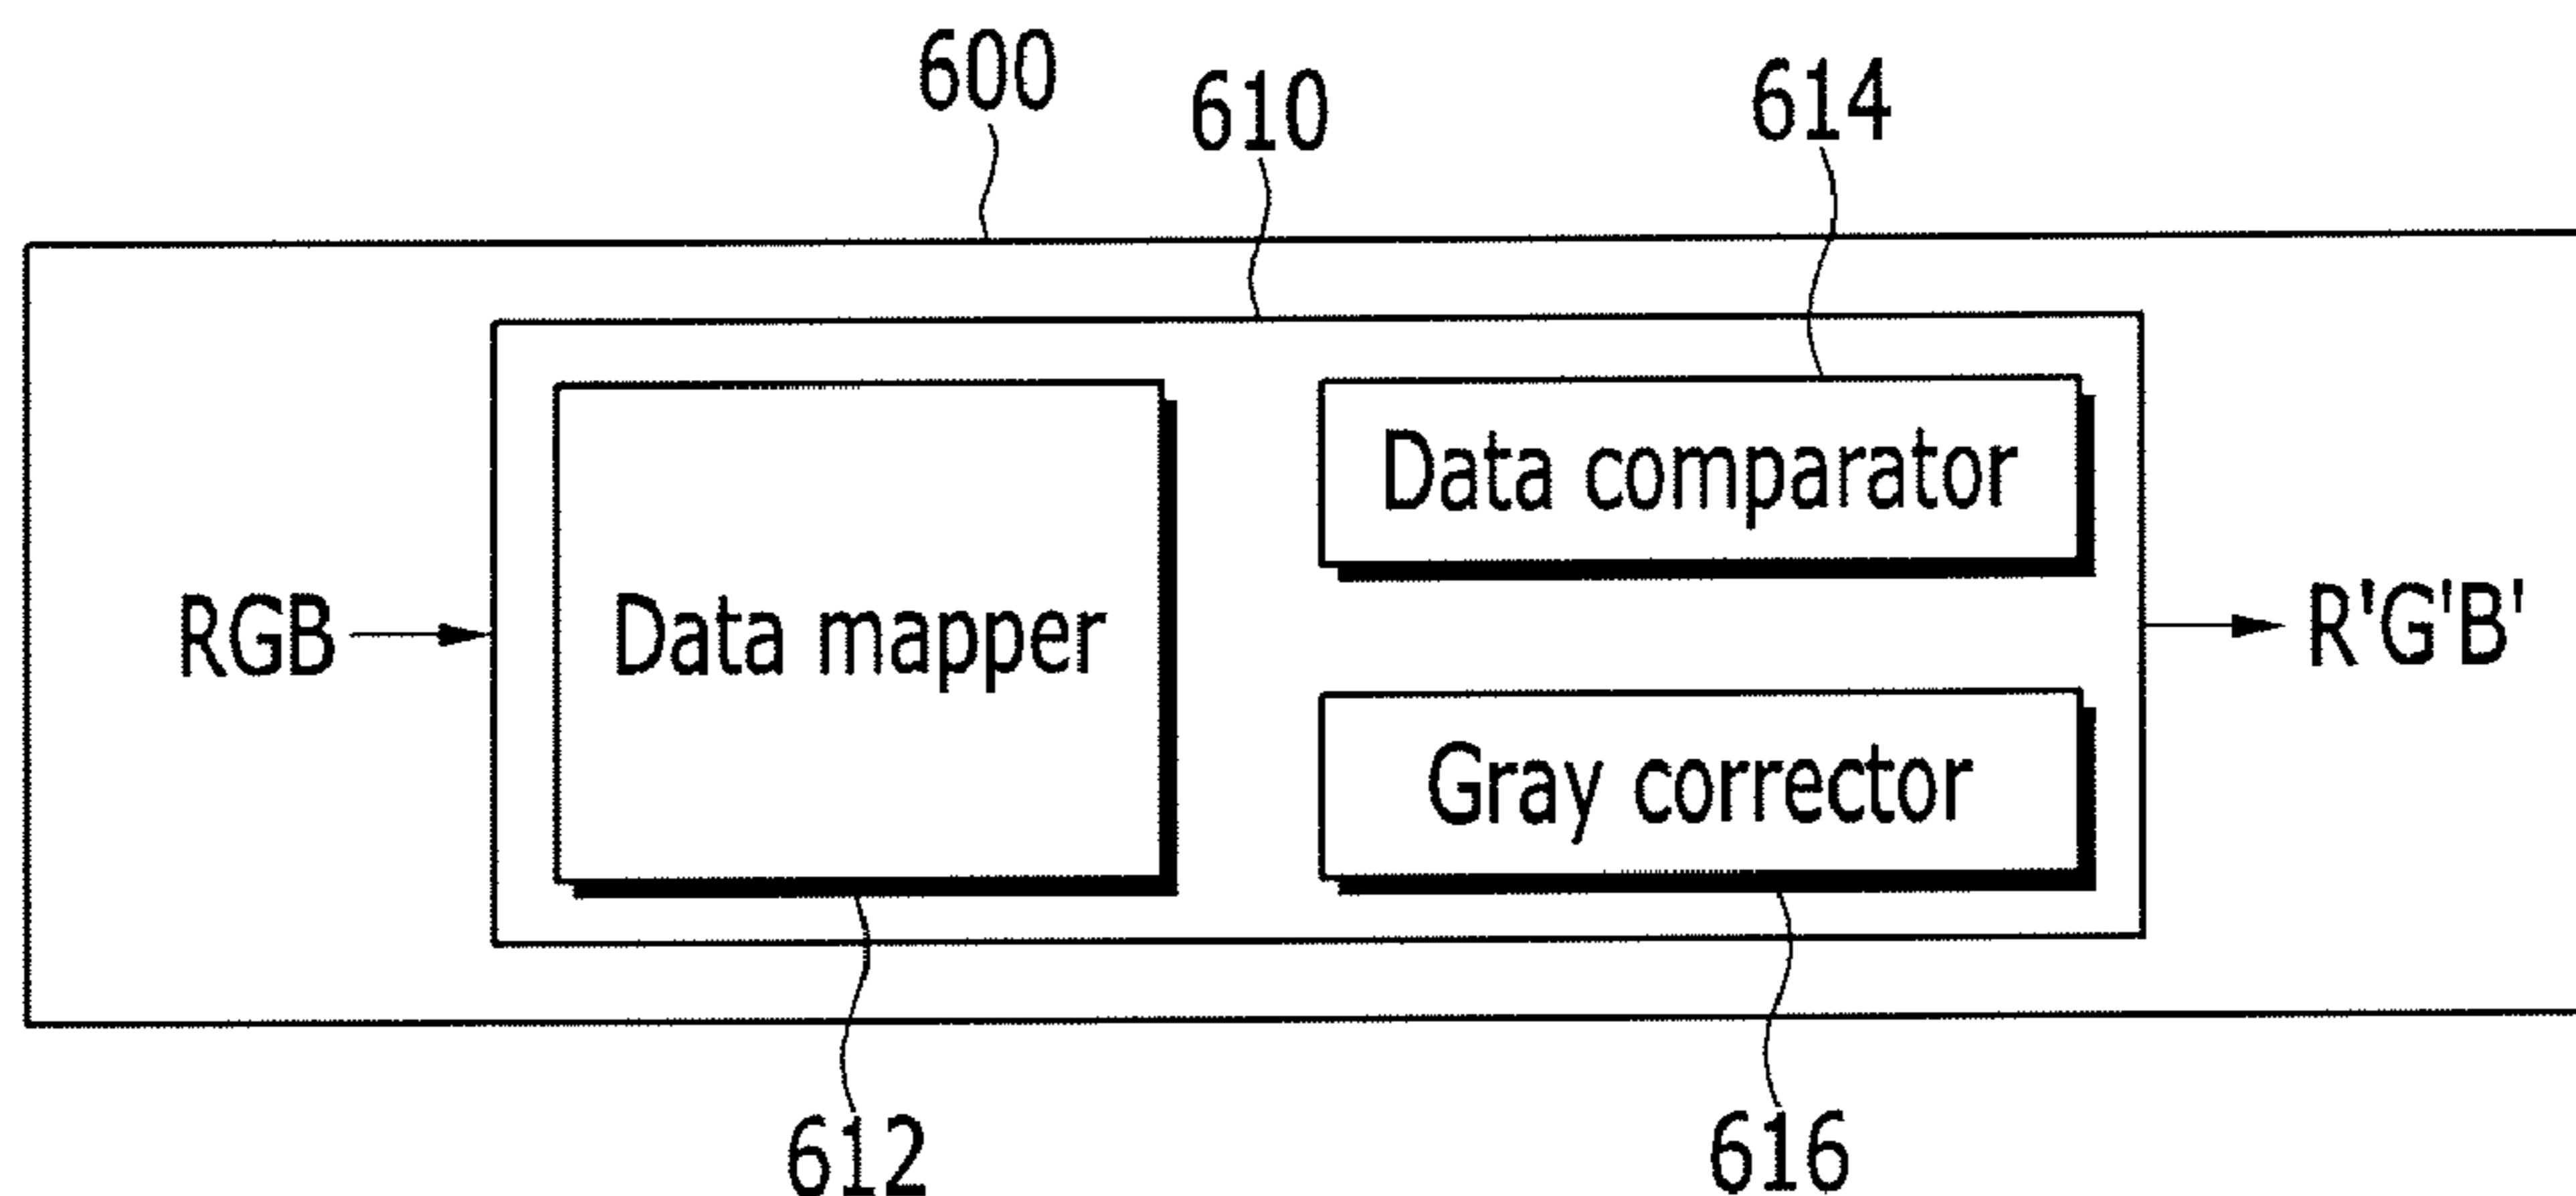 600
610
614
Data comparator
RGB
Data mapper
R'G'B'
Gray corrector
612
616